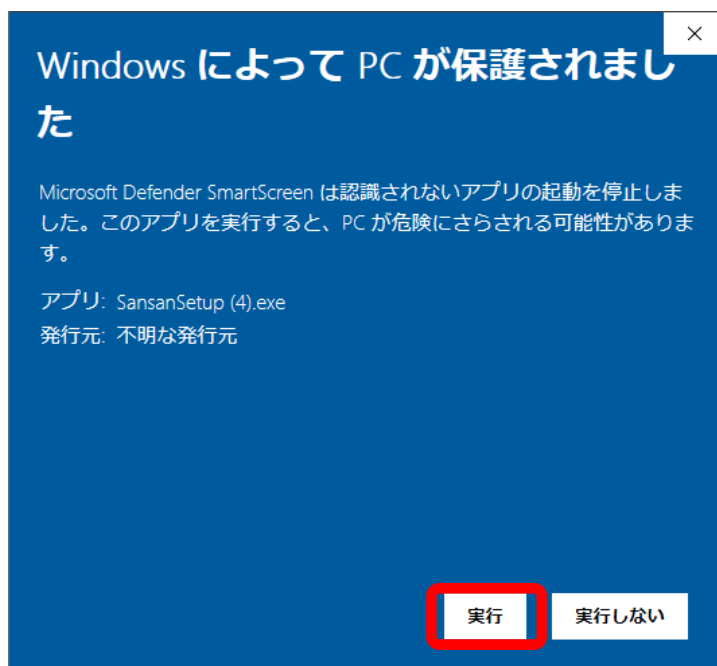 Windows によって PC が保護されまし
た
Microsoft Defender SmartScreen は認識されないアプリの起動を停止しま
した。このアプリを実行すると、PC が危険にさらされる可能性がありま
す。
アプリ: SansanSetup (4).exe
発行元: 不明な発行元
実行
実行しない